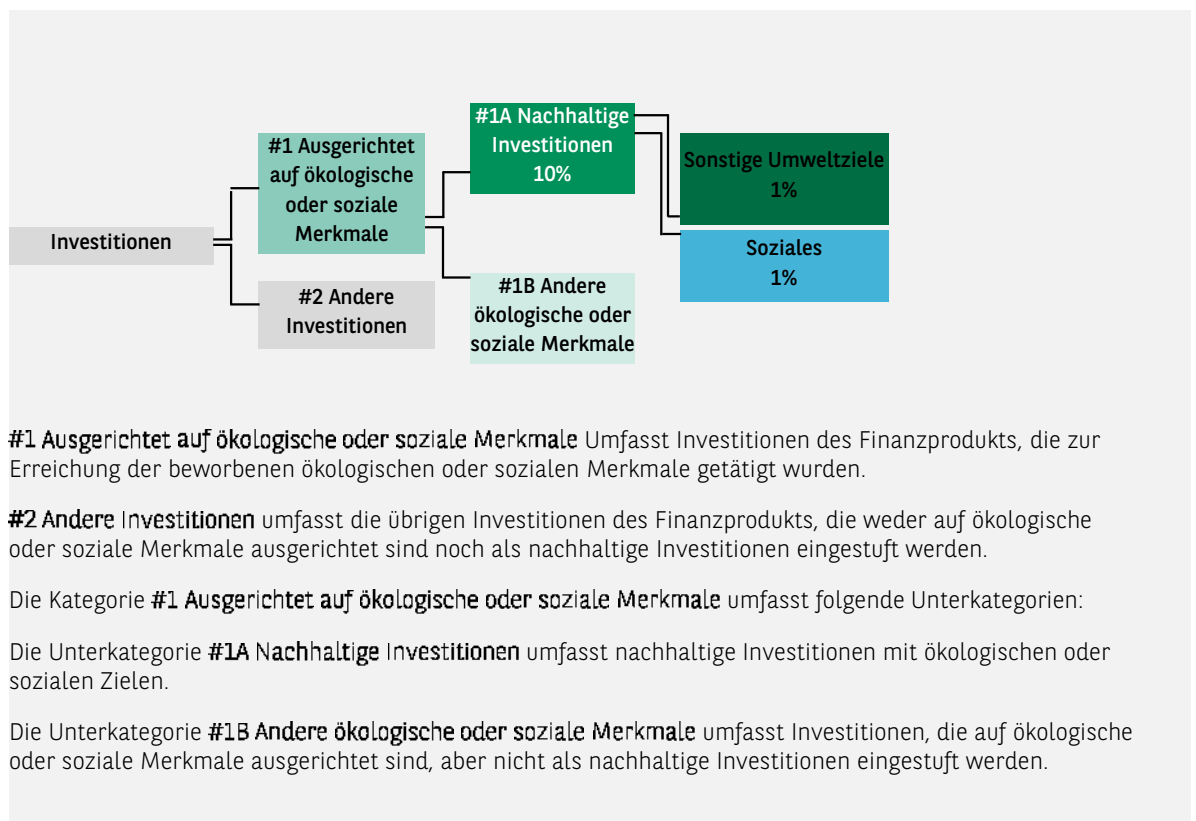 #1A Nachhaltige
Investitionen
10%
#1 Ausgerichtet
auf ökologische
oder soziale
Merkmale
Sonstige Umweltziele
1%
Investitionen
Soziales
1%
#2 Andere
Investitionen
#1B Andere
ökologische oder
soziale Merkmale
#1 Ausgerichtet auf ökologische oder soziale Merkmale Umfasst Investitionen des Finanzprodukts, die zur
Erreichung der beworbenen ökologischen oder sozialen Merkmale getätigt wurden.
#2 Andere Investitionen umfasst die übrigen Investitionen des Finanzprodukts, die weder auf ökologische
oder soziale Merkmale ausgerichtet sind noch als nachhaltige Investitionen eingestuft werden.
Die Kategorie #1 Ausgerichtet auf ökologische oder soziale Merkmale umfasst folgende Unterkategorien:
Die Unterkategorie #1A Nachhaltige Investitionen umfasst nachhaltige Investitionen mit ökologischen oder
sozialen Zielen.
Die Unterkategorie #1B Andere ökologische oder soziale Merkmale umfasst Investitionen, die auf ökologische
oder soziale Merkmale ausgerichtet sind, aber nicht als nachhaltige Investitionen eingestuft werden.